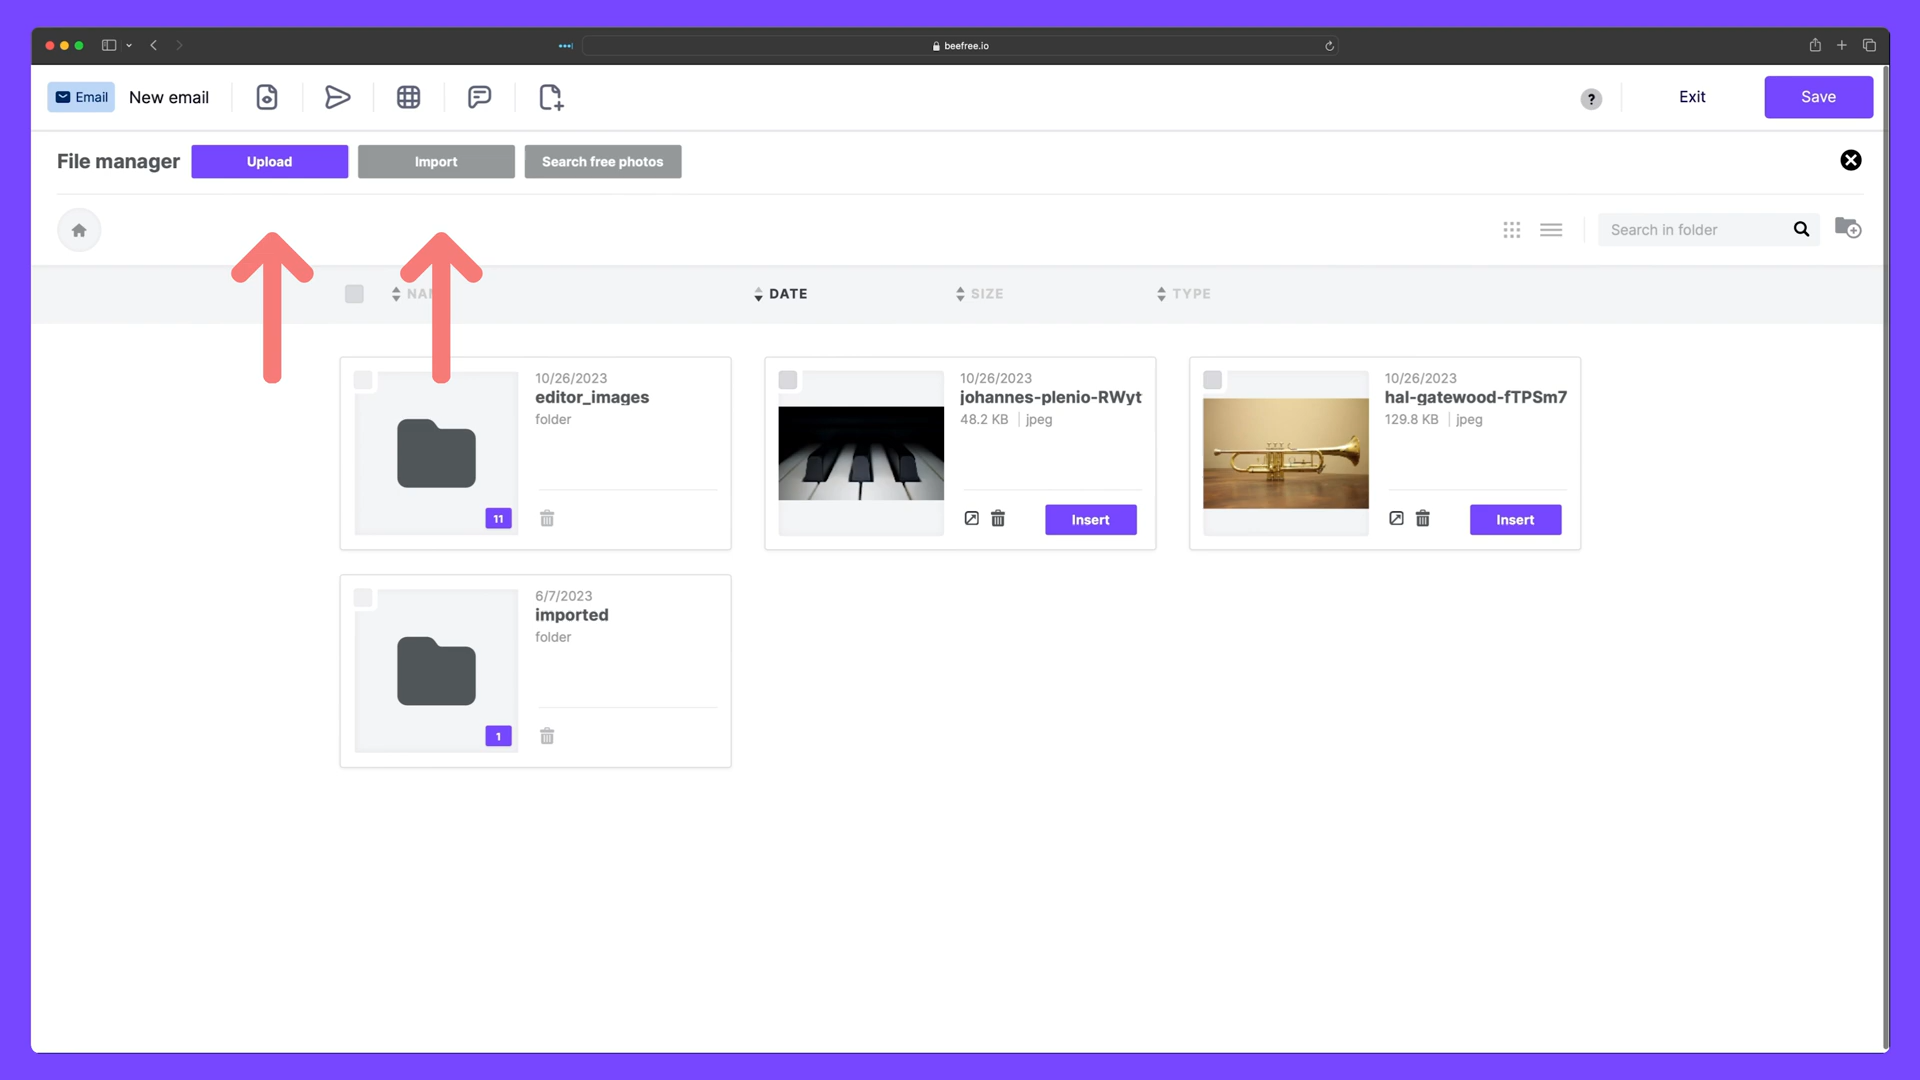 beefree.io
Email New email
? Exit Save
File manager Upload Import Search free photos
Search in folder
DATE SIZE TYPE
10/26/2023
editor_images
folder
11
10/26/2023
johannes-plenio-RWyt
48.2 KB jpeg
Insert
10/26/2023
hal-gatewood-fTPSm7
129.8 KB jpeg
Insert
6/7/2023
imported
folder
1